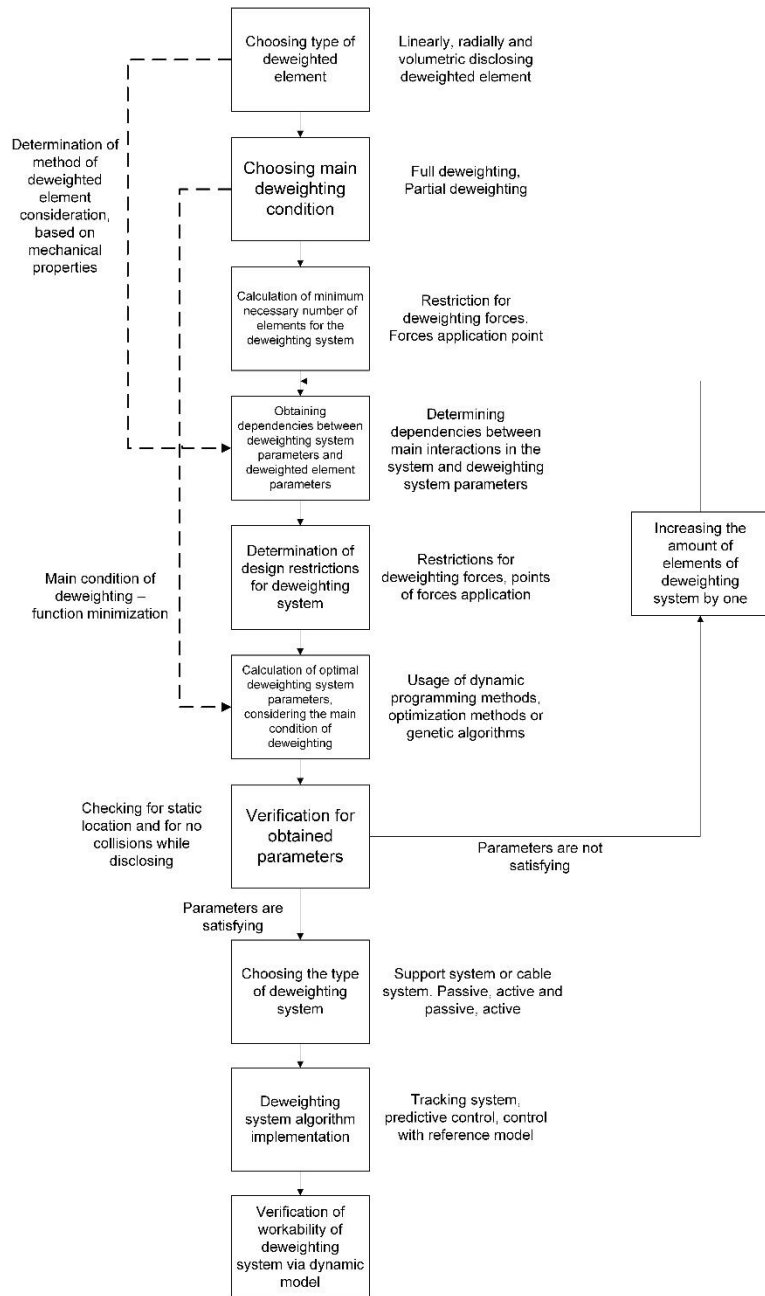 Choosing type of
deweighted
element
Linearly, radially and
volumetric disclosing
deweighted element
Determination of
method of
deweighted
element
consideration,
based on
mechanical
properties
Choosing main
deweighting
condition
Full deweighting,
Partial deweighting
Calculation of minimum
necessary number of
elements for the
deweighting system
Restriction for
deweighting forces.
Forces application point
Obtaining
dependencies between
deweighting system
parameters and
deweighted element
parameters
Determining
dependencies between
main interactions in the
system and deweighting
system parameters
Increasing the
amount of
elements of
deweighting
system by one
Determination of
design restrictions
for deweighting
system
Restrictions for
deweighting forces, points
of forces application
Main condition of
deweighting –
function minimization
Calculation of optimal
deweighting system
parameters,
considering the main
condition of
deweighting
Usage of dynamic
programming methods,
optimization methods or
genetic algorithms
Checking for static
location and for no
collisions while
disclosing
Verification for
obtained
parameters
Parameters are not
satisfying
Parameters are
satisfying
Choosing the type
of deweighting
system
Support system or cable
system. Passive, active and
passive, active
Deweighting
system algorithm
implementation
Tracking system,
predictive control, control
with reference model
Verification of
workability of
deweighting
system via dynamic
model